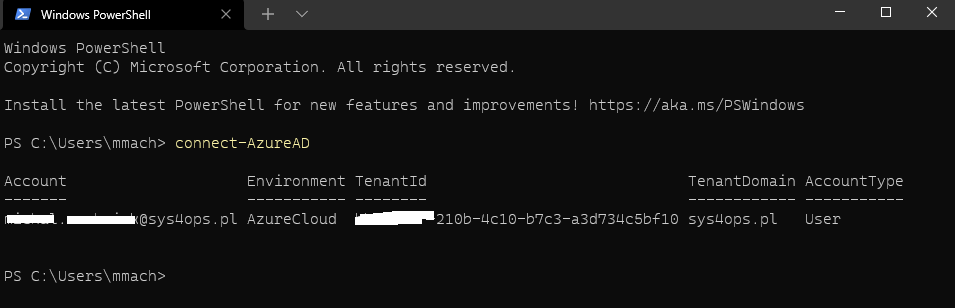 Windows PowerShell
Windows PowerShell
Copyright (C) Microsoft Corporation. All rights reserved.
Install the latest PowerShell for new features and improvements! https://aka.ms/PSWindows
PS C:\Users\mmach> connect-AzureAD
Account Environment TenantId TenantDomain AccountType
------- ----------- -------- ------------ -----------
@sys4ops.pl AzureCloud -210b-4c10-b7c3-a3d734c5bf10 sys4ops.pl User
PS C:\Users\mmach>